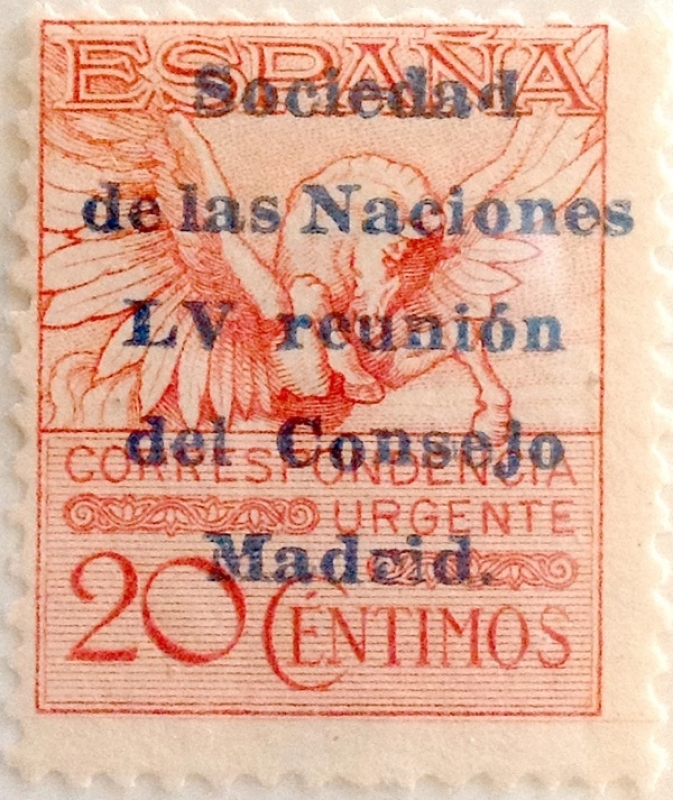 ESPAÑA
Sociedad
de las Naciones
LV reunión
del Consejo
CORRESPONDENCIA
URGENTE
Madrid.
20 CÉNTIMOS